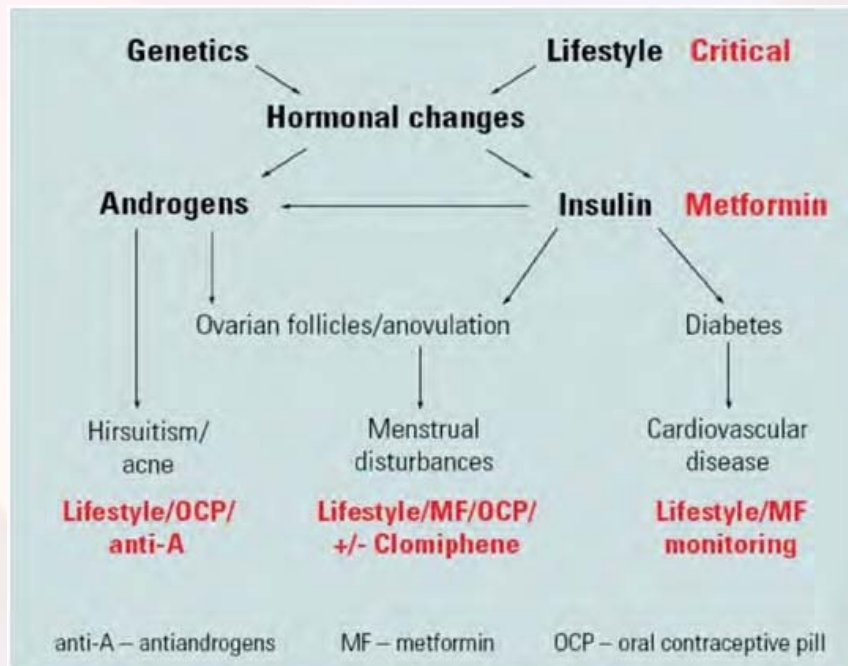 Genetics Lifestyle Critical
Hormonal changes
Androgens Insulin Metformin
Ovarian follicles/anovulation Diabetes
Hirsuitism/ Menstrual Cardiovascular
acne disturbances disease
Lifestyle/OCP/ Lifestyle/MF/OCP/ Lifestyle/MF
anti-A +/- Clomiphene monitoring
anti-A – antiandrogens MF – metformin OCP – oral contraceptive pill